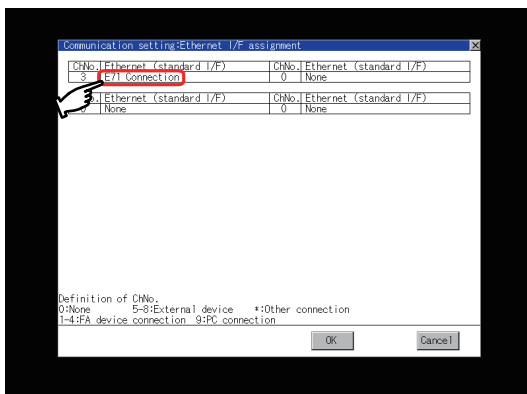 Communication setting:Ethernet I/F assignment
ChNo. Ethernet (standard I/F) ChNo. Ethernet (standard I/F)
3 E71 Connection 0 None
o. Ethernet (standard I/F) ChNo. Ethernet (standard I/F)
0 None 0 None
Definition of ChNo.
0:None 5-8:External device *:Other connection
1-4:FA device connection 9:PC connection
OK Cancel